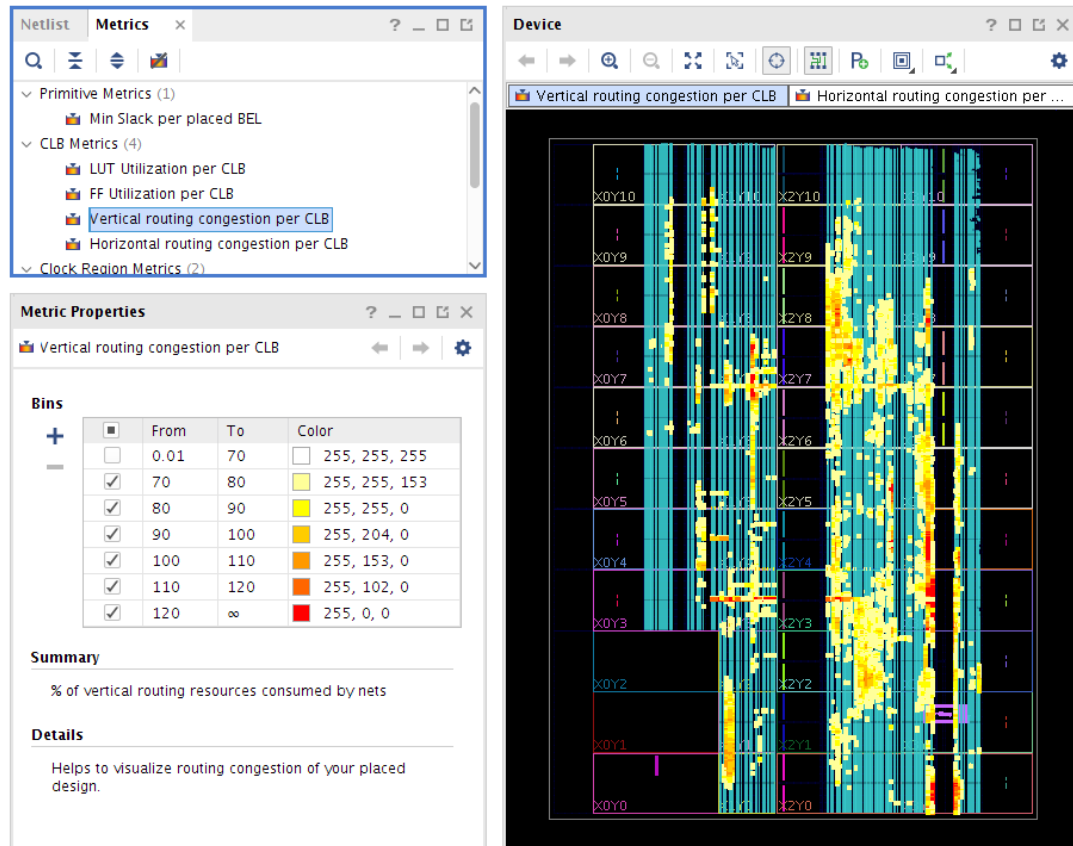 Netlist Metrics
Primitive Metrics (1)
Min Slack per placed BEL
CLB Metrics (4)
LUT Utilization per CLB
FF Utilization per CLB
Vertical routing congestion per CLB
Horizontal routing congestion per CLB
Clock Region Metrics (2)
Metric Properties
Vertical routing congestion per CLB
Bins
From To Color
0.01 70 255, 255, 255
70 80 255, 255, 153
80 90 255, 255, 0
90 100 255, 204, 0
100 110 255, 153, 0
110 120 255, 102, 0
120 ∞ 255, 0, 0
Summary
% of vertical routing resources consumed by nets
Details
Helps to visualize routing congestion of your placed
design.
Device
Vertical routing congestion per CLB Horizontal routing congestion per ...
X0Y10 X2Y10
X0Y9 X2Y9
X0Y8 X2Y8
X0Y7 X2Y7
X0Y6 X2Y6
X0Y5 X2Y5
X0Y4 X2Y4
X0Y3 X2Y3
X0Y2 X2Y2
X0Y1 X2Y1
X0Y0 X2Y0